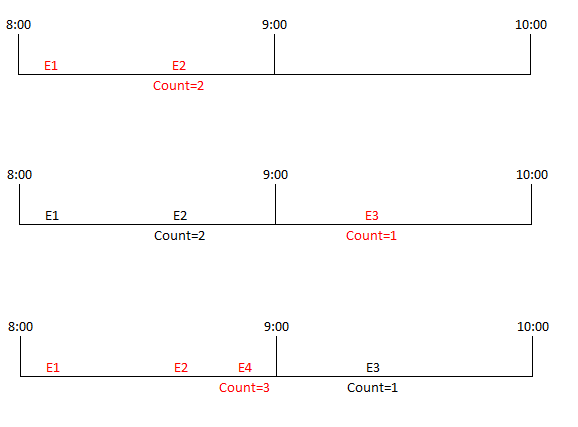 8:00 9:00 10:00
E1 E2
Count=2
8:00 9:00 10:00
E1 E2 E3
Count=2 Count=1
8:00 9:00 10:00
E1 E2 E4 E3
Count=3 Count=1